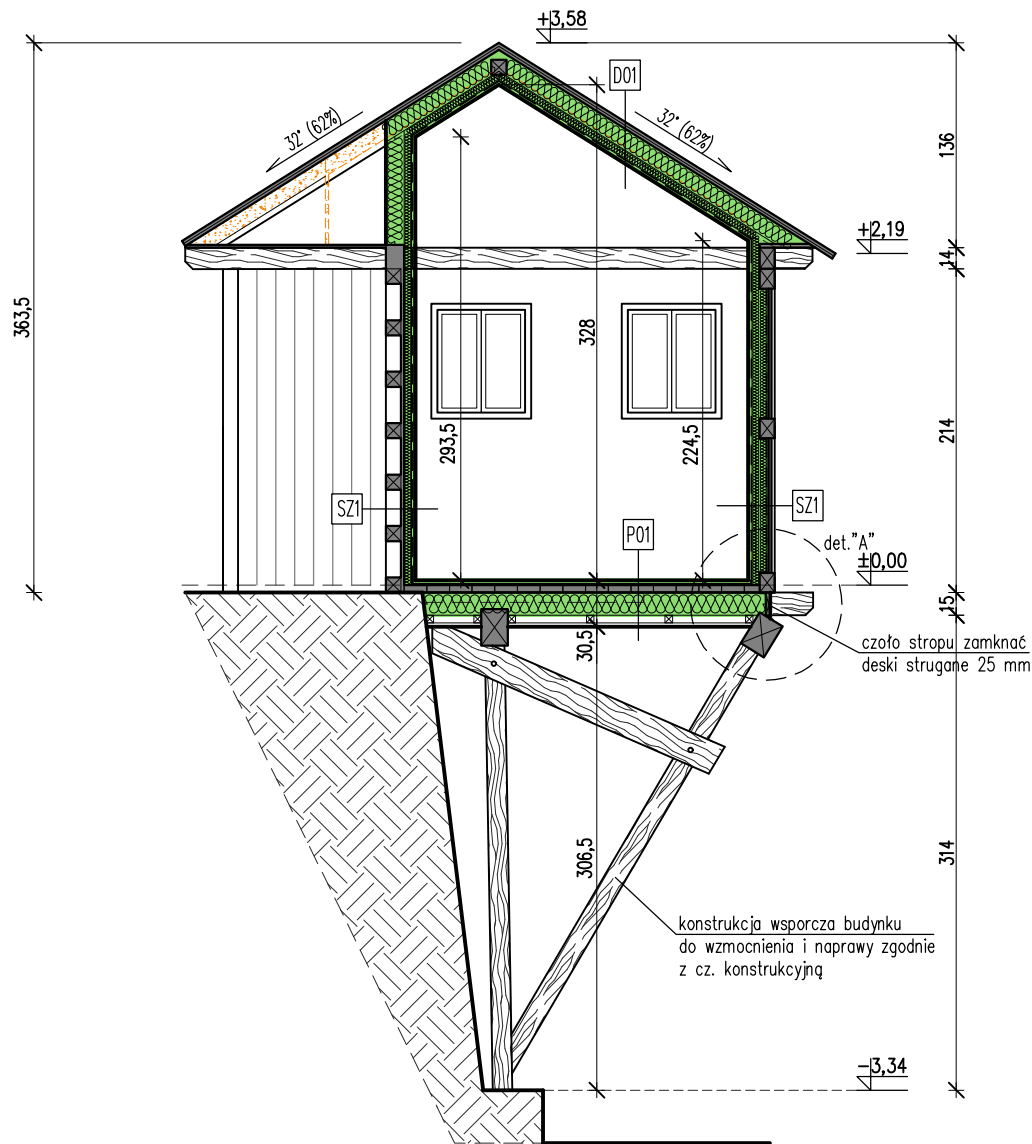 +3,58
D01
32° (62%)
32° (62%)
136
+2,19
14
363,5
328
293,5
224,5
214
SZ1
SZ1
P01
det."A"
±0,00
15
30,5
czoło stropu zamknać
deski strugane 25 mm
306,5
314
konstrukcja wsporcza budynku
do wzmocnienia i naprawy zgodnie
z cz. konstrukcyjną
−3,34